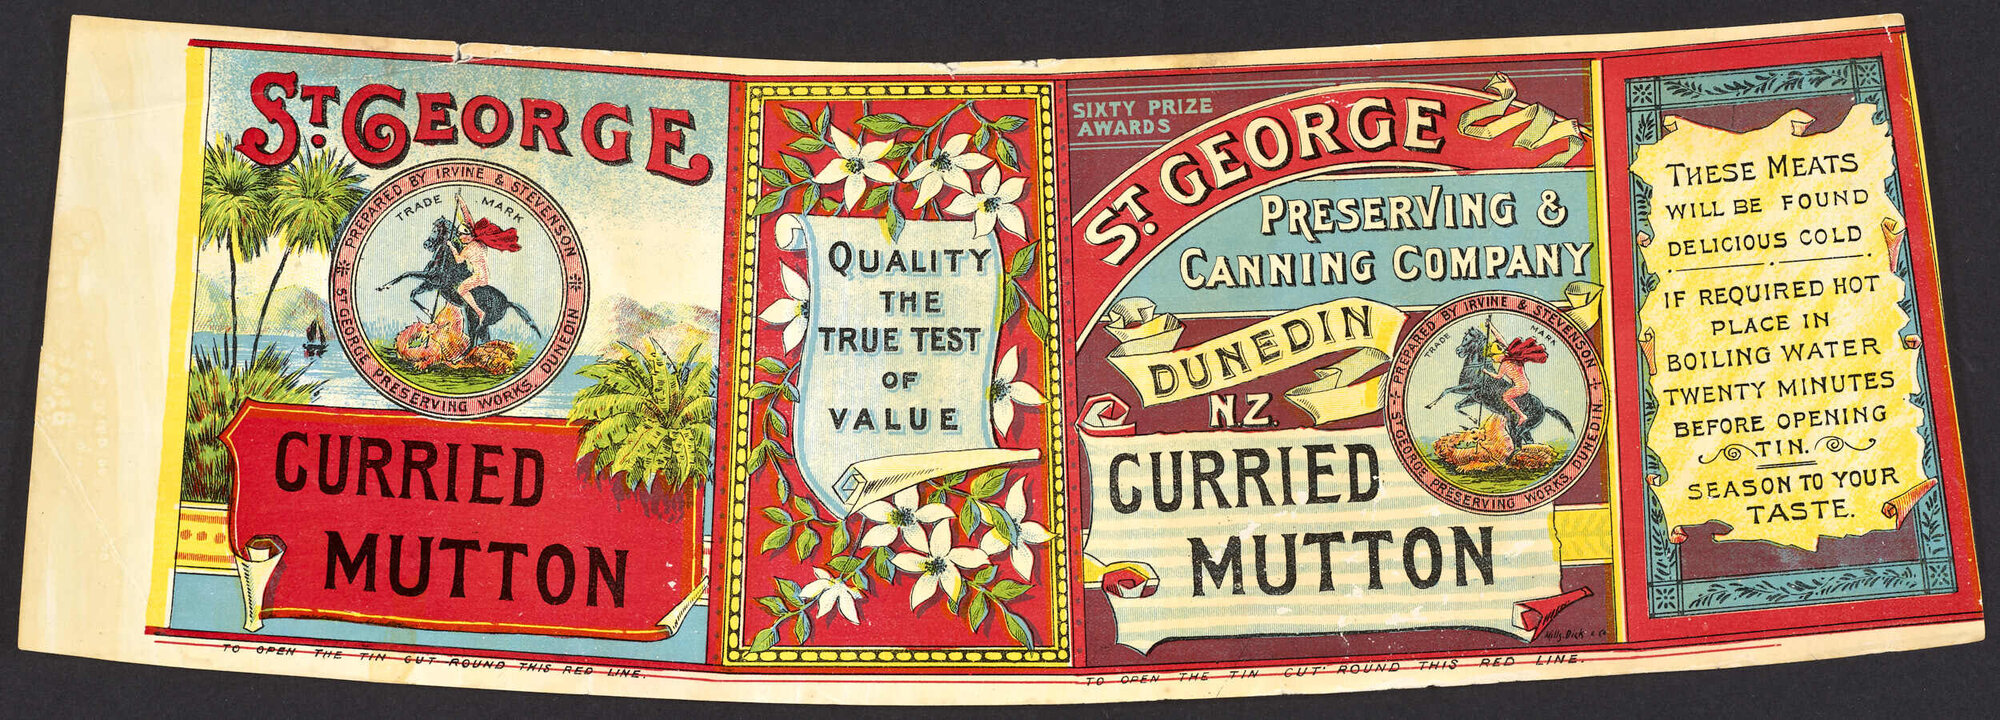 ST. GEORGE
PREPARED BY IRVINE & STEVENSON
ST GEORGE PRESERVING WORKS, DUNEDIN
TRADE MARK
CURRIED
MUTTON
TO OPEN THE TIN CUT ROUND THIS RED LINE.
QUALITY
THE
TRUE TEST
OF
VALUE
SIXTY PRIZE
AWARDS
ST. GEORGE
PRESERVING &
CANNING COMPANY
DUNEDIN
N.Z.
PREPARED BY IRVINE & STEVENSON
ST GEORGE PRESERVING WORKS, DUNEDIN.
TRADE MARK
CURRIED
MUTTON
Mills, Dick & Co
TO OPEN THE TIN CUT ROUND THIS RED LINE.
THESE MEATS
WILL BE FOUND
DELICIOUS COLD
IF REQUIRED HOT
PLACE IN
BOILING WATER
TWENTY MINUTES
BEFORE OPENING
TIN.
SEASON TO YOUR
TASTE.